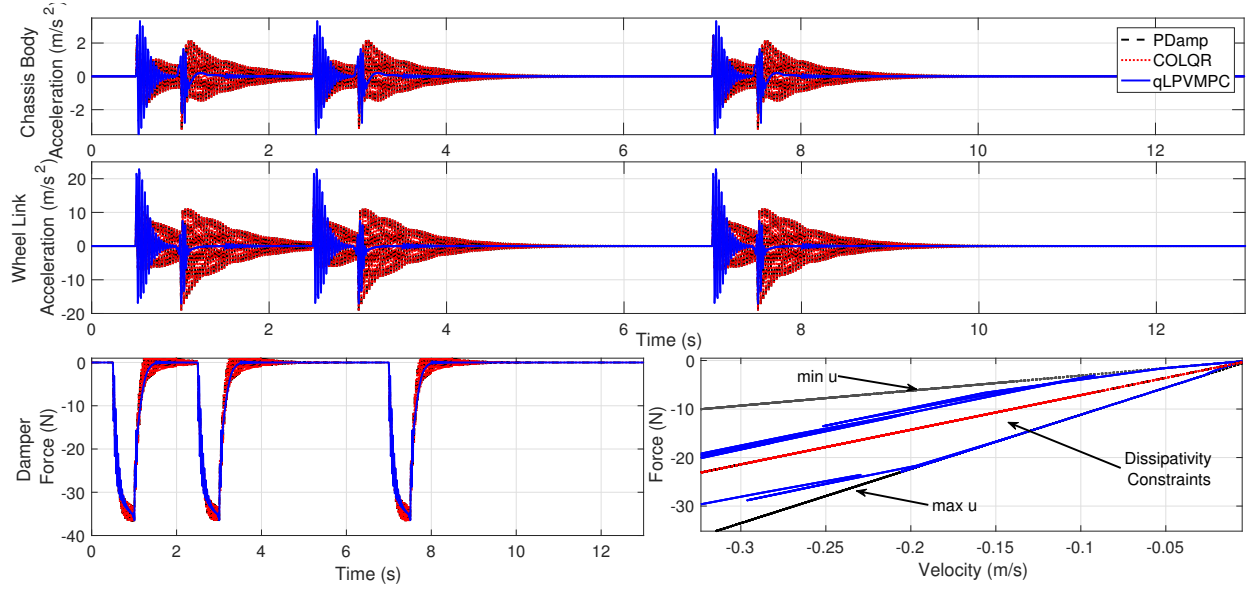 Chassis Body
Acceleration (m/s^2)
2
0
-2
0
2
4
6
8
10
12
PDamp
COLQR
qLPVMPC
Wheel Link
Acceleration (m/s^2)
20
10
0
-10
-20
0
2
4
6
8
10
12
Time (s)
Damper
Force (N)
0
-10
-20
-30
-40
0
2
4
6
8
10
12
Time (s)
Force (N)
0
-10
-20
-30
-0.3
-0.25
-0.2
-0.15
-0.1
-0.05
Velocity (m/s)
min u
max u
Dissipativity
Constraints